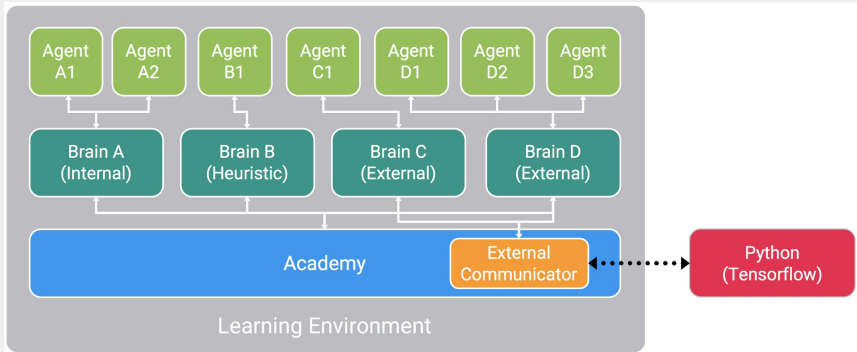 Agent
A1
Agent
A2
Agent
B1
Agent
C1
Agent
D1
Agent
D2
Agent
D3
Brain A
(Internal)
Brain B
(Heuristic)
Brain C
(External)
Brain D
(External)
Academy
External
Communicator
Python
(Tensorflow)
Learning Environment